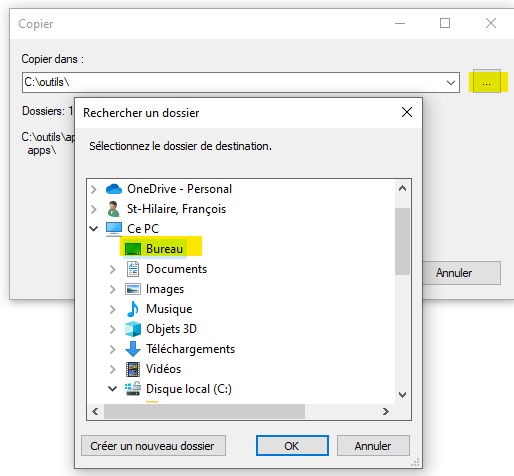 Copier
Copier dans :
C:\outils\
...
Dossiers: 1
C:\outils\ap
apps\
Annuler
Rechercher un dossier
Sélectionnez le dossier de destination.
OneDrive - Personal
St-Hilaire, François
Ce PC
Bureau
Documents
Images
Musique
Objets 3D
Téléchargements
Vidéos
Disque local (C:)
Créer un nouveau dossier
OK
Annuler